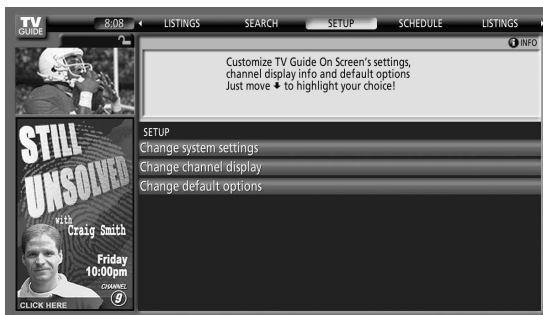 TV
GUIDE
8:08
LISTINGS
SEARCH
SETUP
SCHEDULE
LISTINGS
i INFO
Customize TV Guide On Screen's settings,
channel display info and default options
Just move ↓ to highlight your choice!
SETUP
Change system settings
Change channel display
Change default options
STILL
UNSOLVED
with
Craig Smith
Friday
10:00pm
CHANNEL
9
CLICK HERE